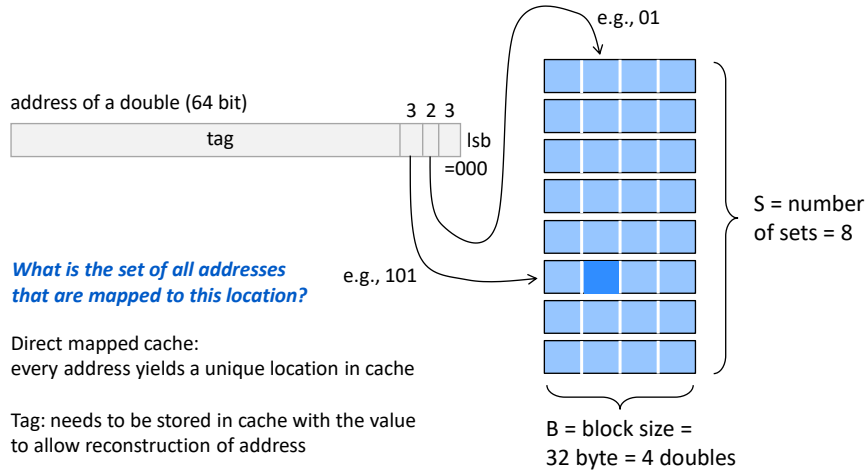 e.g., 01
address of a double (64 bit)
3 2 3
tag
lsb
=000
S = number
of sets = 8
What is the set of all addresses
that are mapped to this location?
e.g., 101
Direct mapped cache:
every address yields a unique location in cache
Tag: needs to be stored in cache with the value
to allow reconstruction of address
B = block size =
32 byte = 4 doubles